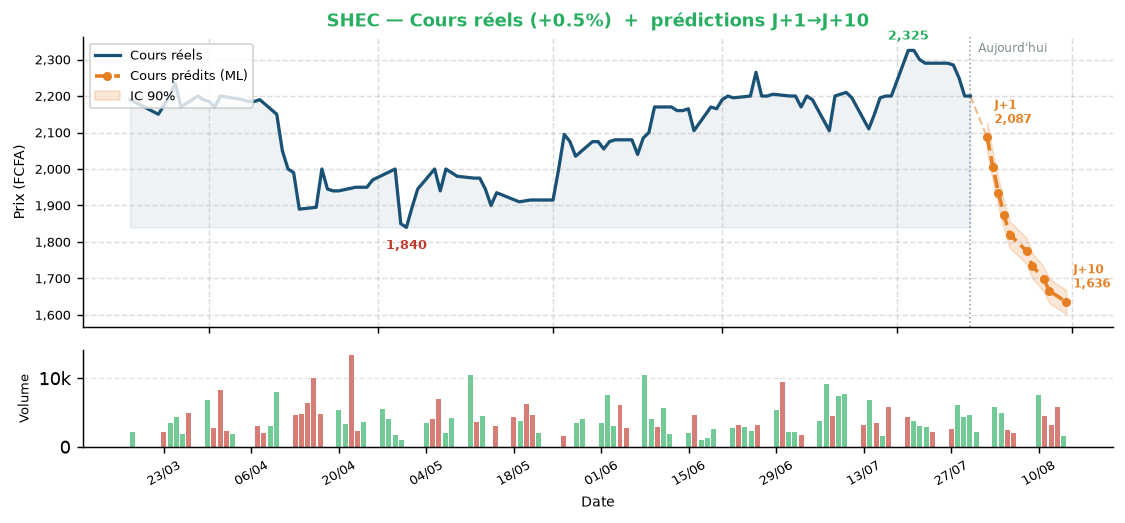 SHEC — Cours réels (+0.5%)  +  prédictions J+1→J+10
2,325
Aujourd'hui
Cours réels
Cours prédits (ML)
IC 90%
J+1
2,087
1,840
J+10
1,636
Prix (FCFA)
2,300
2,200
2,100
2,000
1,900
1,800
1,700
1,600
Volume
10k
0
23/03
06/04
20/04
04/05
18/05
01/06
15/06
29/06
13/07
27/07
10/08
Date